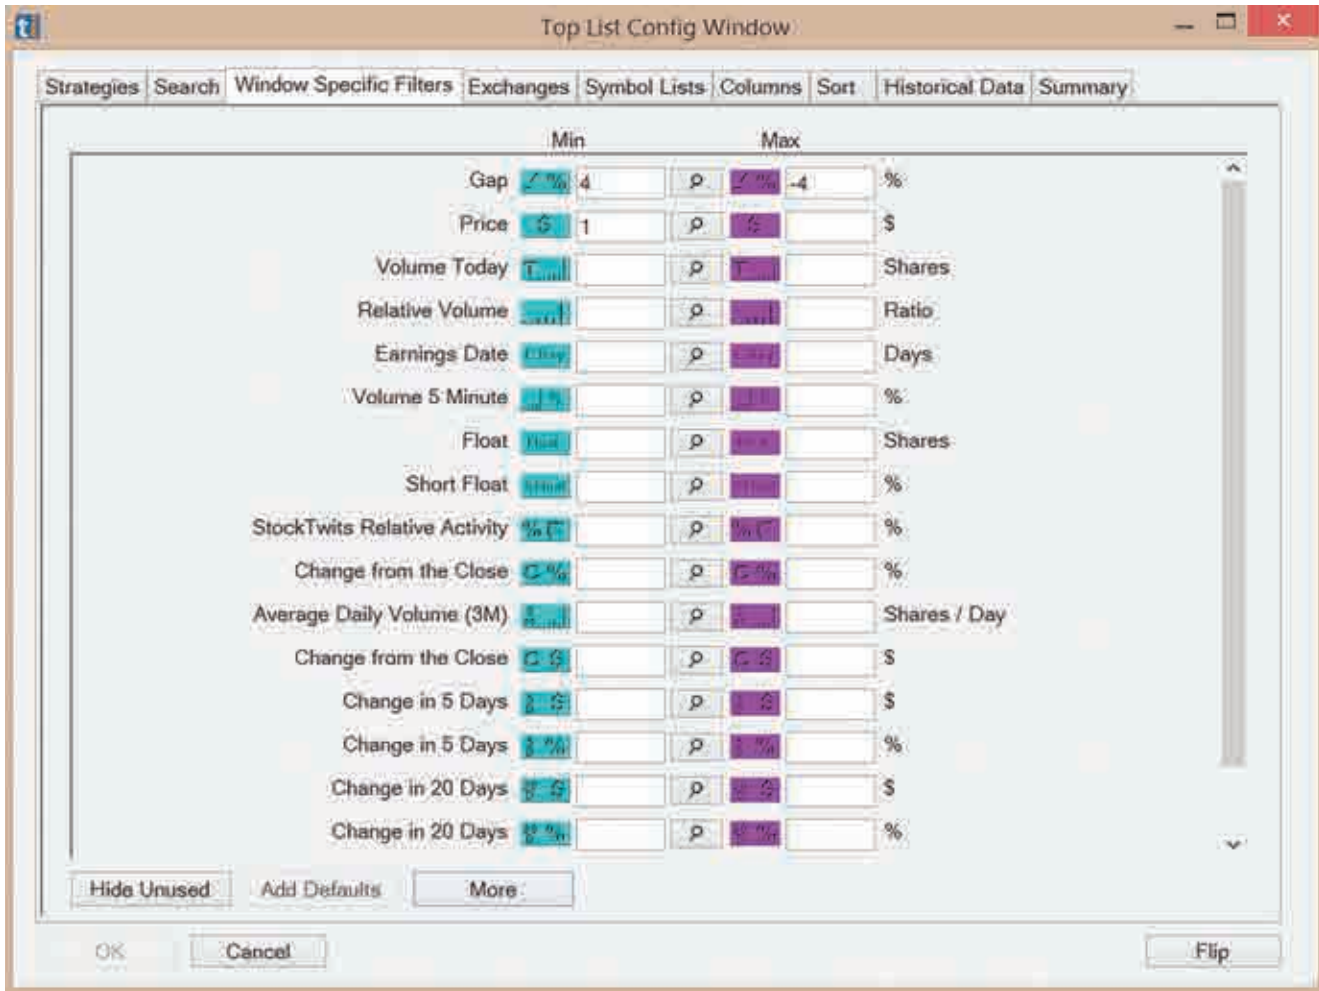 t
Top List Config Window
Strategies Search Window Specific Filters Exchanges Symbol Lists Columns Sort Historical Data Summary
Min Max
Gap % 4 % -4 %
Price $ 1 $ $
Volume Today T T Shares
Relative Volume Ratio
Earnings Date Days
Volume 5 Minute % %
Float Float Shares
Short Float %
StockTwits Relative Activity % % %
Change from the Close C % C % %
Average Daily Volume (3M) Shares / Day
Change from the Close C $ C $ $
Change in 5 Days $ $ $
Change in 5 Days % % %
Change in 20 Days $ $ $
Change in 20 Days % % %
Hide Unused Add Defaults More
OK Cancel Flip